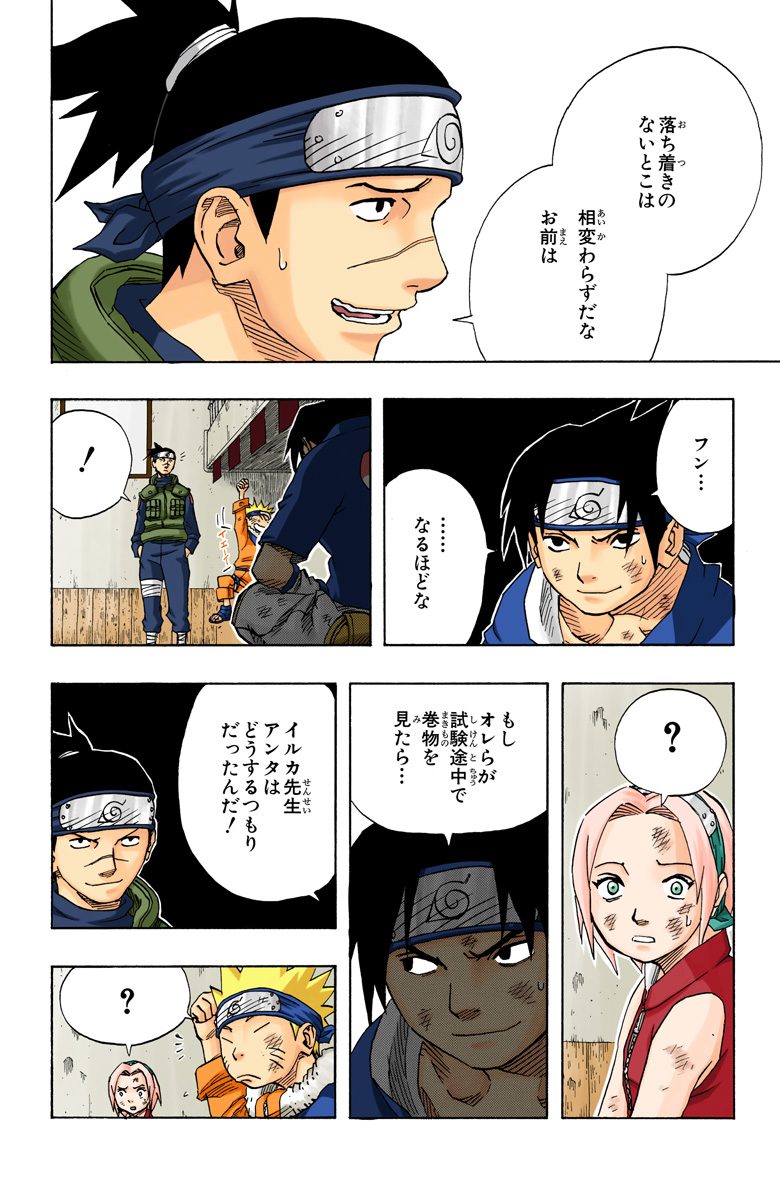 落ち着きの
ないとこは
相変わらずだな
お前は
フン…
……
なるほどな
！
イエーイ
？
もし
オレらが
試験途中で
巻物を
見たら…
イルカ先生
アンタは
どうするつもり
だったんだ！
？